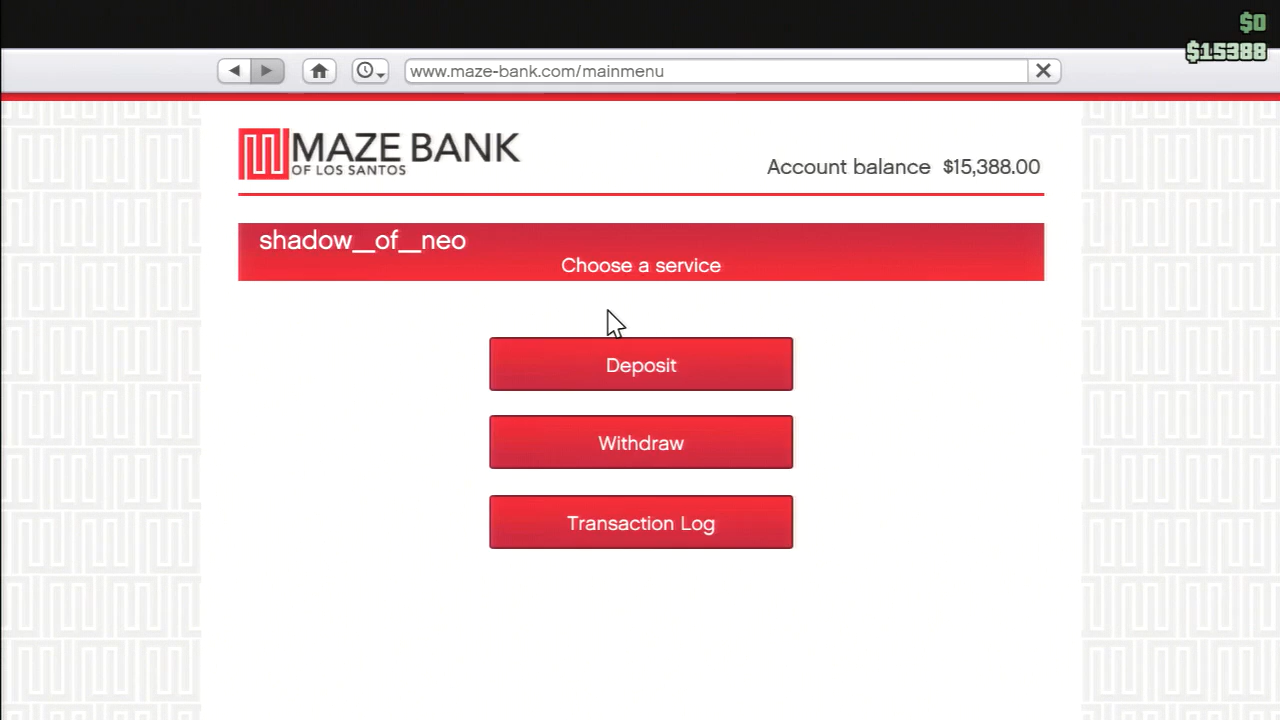 $0
$15388
www.maze-bank.com/mainmenu
MAZE BANK
OF LOS SANTOS
Account balance $15,388.00
shadow__of__neo
Choose a service
Deposit
Withdraw
Transaction Log